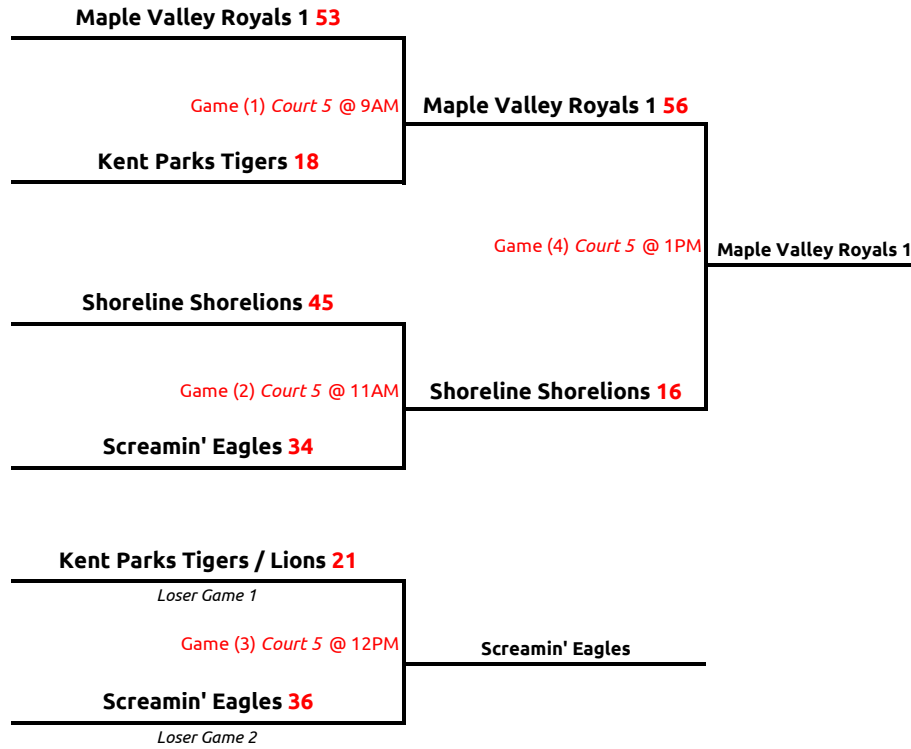 Maple Valley Royals 1 53
Game (1) Court 5 @ 9AM
Maple Valley Royals 1 56
Kent Parks Tigers 18
Game (4) Court 5 @ 1PM
Maple Valley Royals 1
Shoreline Shorelions 45
Game (2) Court 5 @ 11AM
Shoreline Shorelions 16
Screamin' Eagles 34
Kent Parks Tigers / Lions 21
Loser Game 1
Game (3) Court 5 @ 12PM
Screamin' Eagles
Screamin' Eagles 36
Loser Game 2